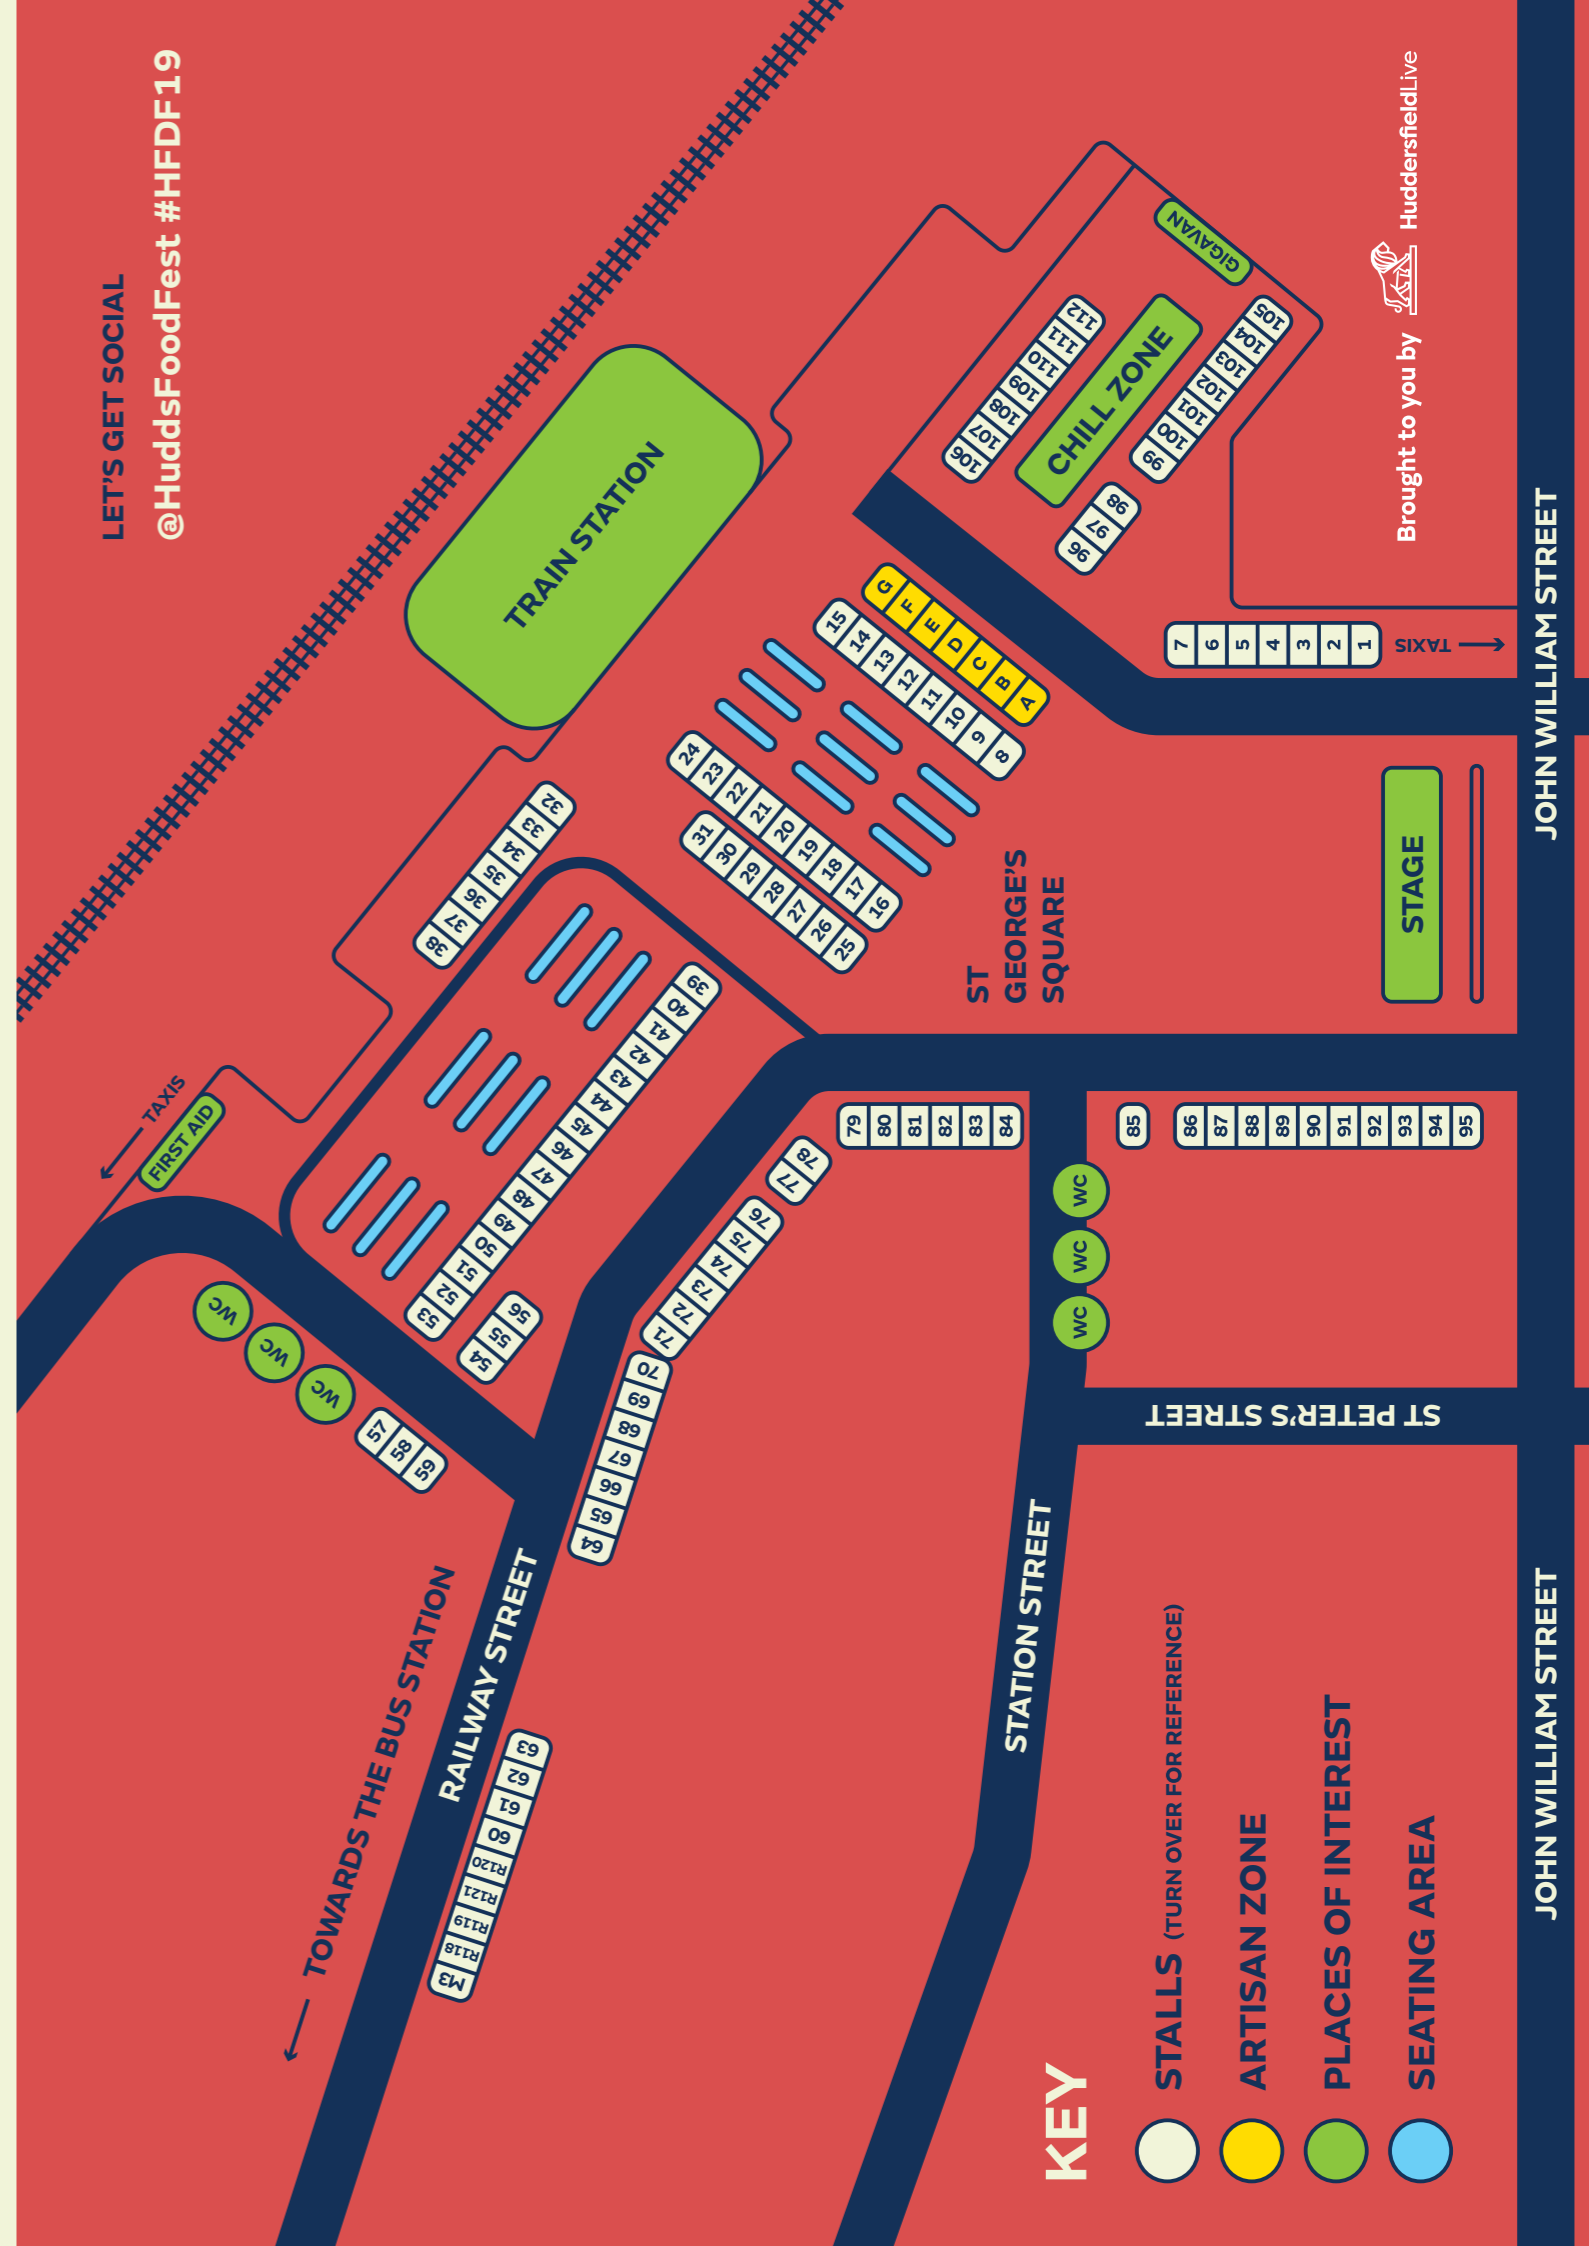 LET'S GET SOCIAL
@HuddsFoodFest #HFDF19
TRAIN STATION
TAXIS
FIRST AID
WC
WC
WC
57
58
59
38
37
36
35
34
33
32
53
52
51
50
49
48
47
46
45
44
43
42
41
40
39
54
55
56
31
30
29
28
27
26
25
24
23
22
21
20
19
18
17
16
15
14
13
12
11
10
9
8
G
F
E
D
C
B
A
106
107
108
109
110
111
112
CHILL ZONE
GIGAVAN
96
97
98
99
100
101
102
103
104
105
7
6
5
4
3
2
1
TAXIS
ST
GEORGE'S
SQUARE
STAGE
TOWARDS THE BUS STATION
RAILWAY STREET
M3
R118
R119
R121
R120
60
61
62
63
64
65
66
67
68
69
70
71
72
73
74
75
76
77
78
79
80
81
82
83
84
85
86
87
88
89
90
91
92
93
94
95
WC
WC
WC
STATION STREET
ST PETER'S STREET
JOHN WILLIAM STREET
JOHN WILLIAM STREET
KEY
STALLS (TURN OVER FOR REFERENCE)
ARTISAN ZONE
PLACES OF INTEREST
SEATING AREA
Brought to you by HuddersfieldLive